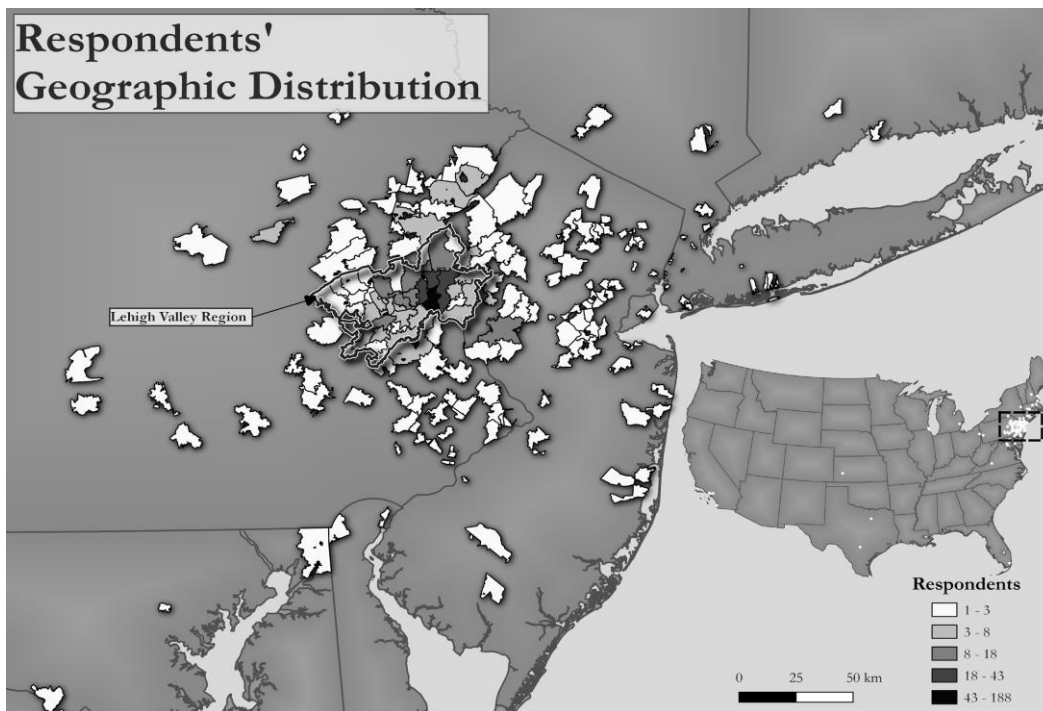 Respondents'
Geographic Distribution
Lehigh Valley Region
Respondents
1 - 3
3 - 8
8 - 18
18 - 43
43 - 188
0 25 50 km